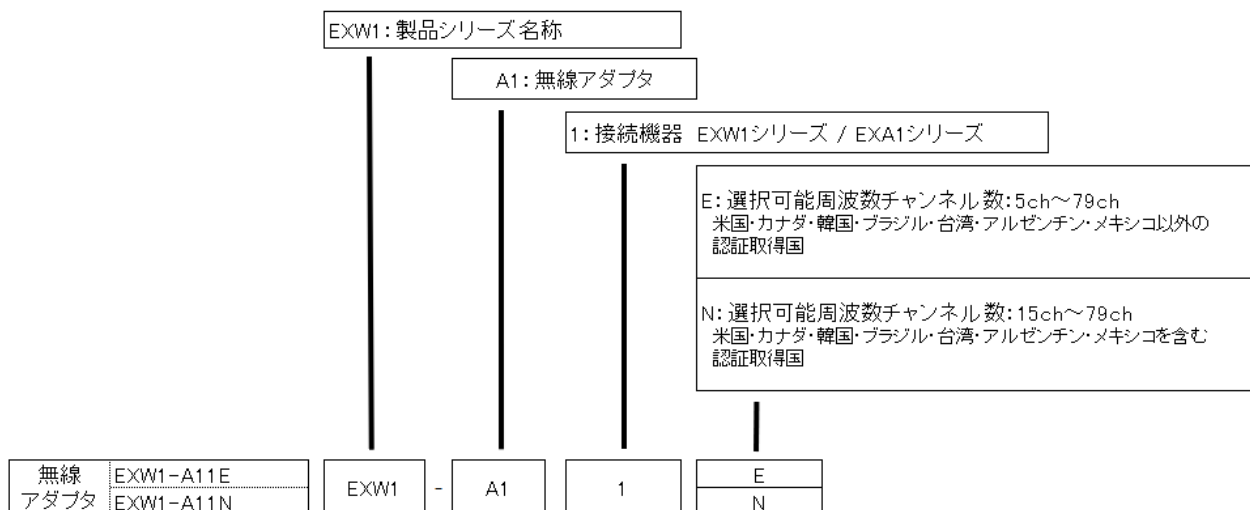 EXW1:製品シリーズ名称
A1:無線アダプタ
1:接続機器 EXW1シリーズ / EXA1シリーズ
E:選択可能周波数チャンネル数:5ch～79ch
米国・カナダ・韓国・ブラジル・台湾・アルゼンチン・メキシコ以外の
認証取得国
N:選択可能周波数チャンネル数:15ch～79ch
米国・カナダ・韓国・ブラジル・台湾・アルゼンチン・メキシコを含む
認証取得国
無線
アダプタ
EXW1-A11E
EXW1-A11N
EXW1
-
A1
1
E
N